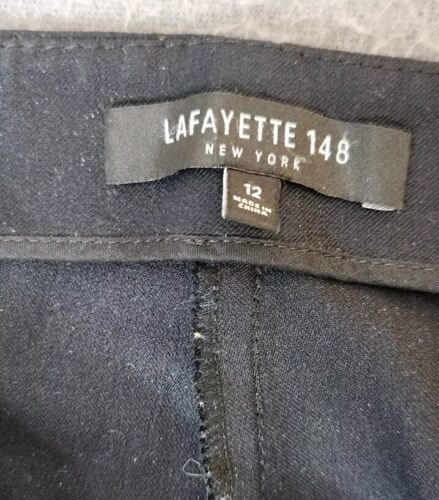 LAFAYETTE 148
NEW YORK
12
MADE IN
CHINA